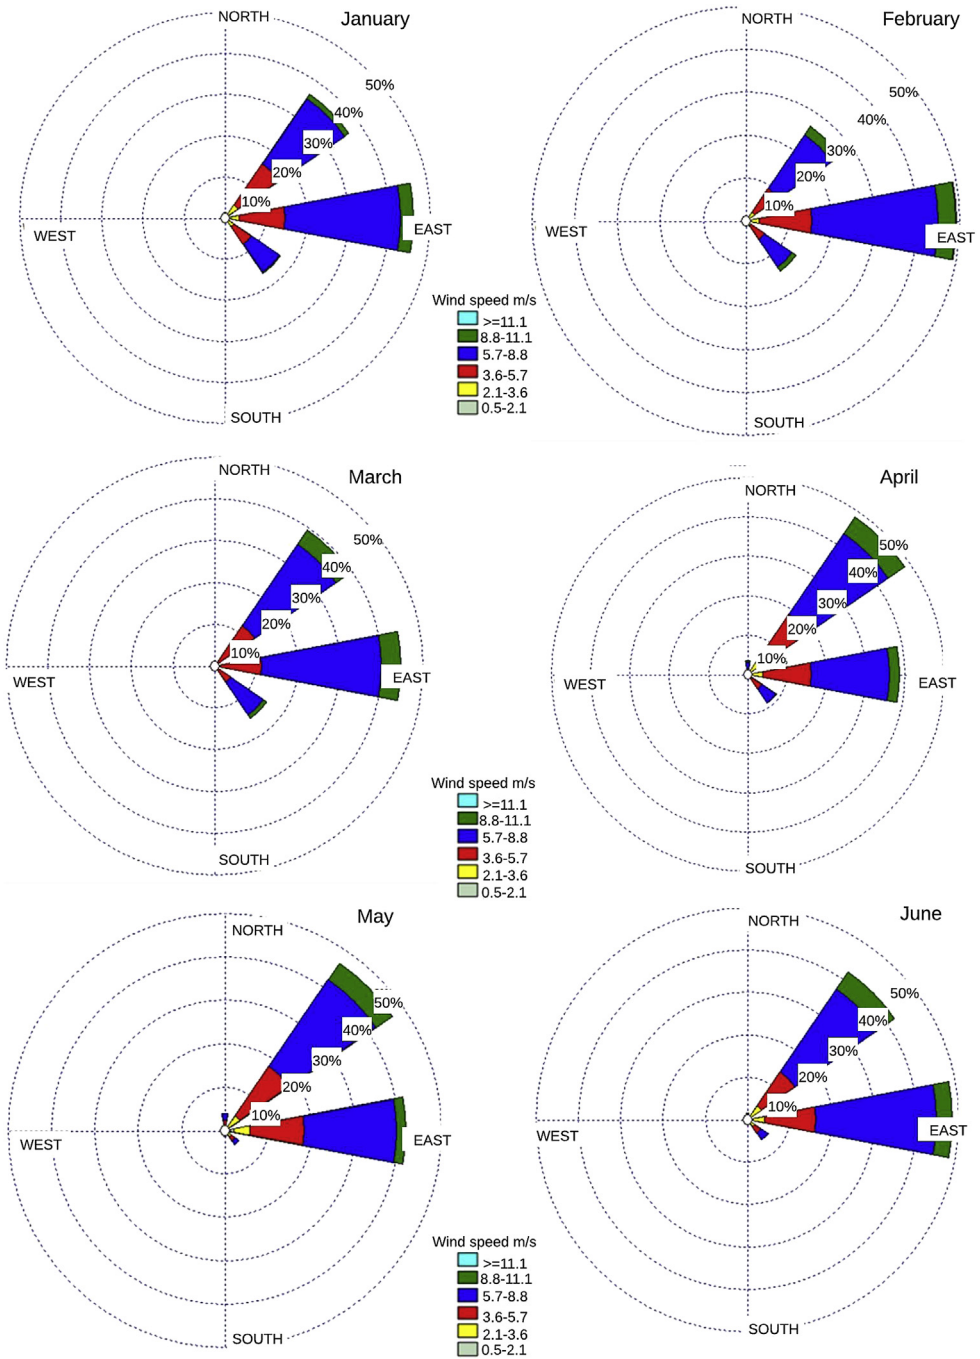 NORTH
January
50%
40%
30%
20%
10%
WEST
EAST
SOUTH
NORTH
February
50%
40%
30%
20%
10%
WEST
EAST
SOUTH
Wind speed m/s
>=11.1
8.8-11.1
5.7-8.8
3.6-5.7
2.1-3.6
0.5-2.1
NORTH
March
50%
40%
30%
20%
10%
WEST
EAST
SOUTH
April
NORTH
50%
40%
30%
20%
10%
WEST
EAST
SOUTH
Wind speed m/s
>=11.1
8.8-11.1
5.7-8.8
3.6-5.7
2.1-3.6
0.5-2.1
May
NORTH
50%
40%
30%
20%
10%
WEST
EAST
SOUTH
June
NORTH
50%
40%
30%
20%
10%
WEST
EAST
SOUTH
Wind speed m/s
>=11.1
8.8-11.1
5.7-8.8
3.6-5.7
2.1-3.6
0.5-2.1